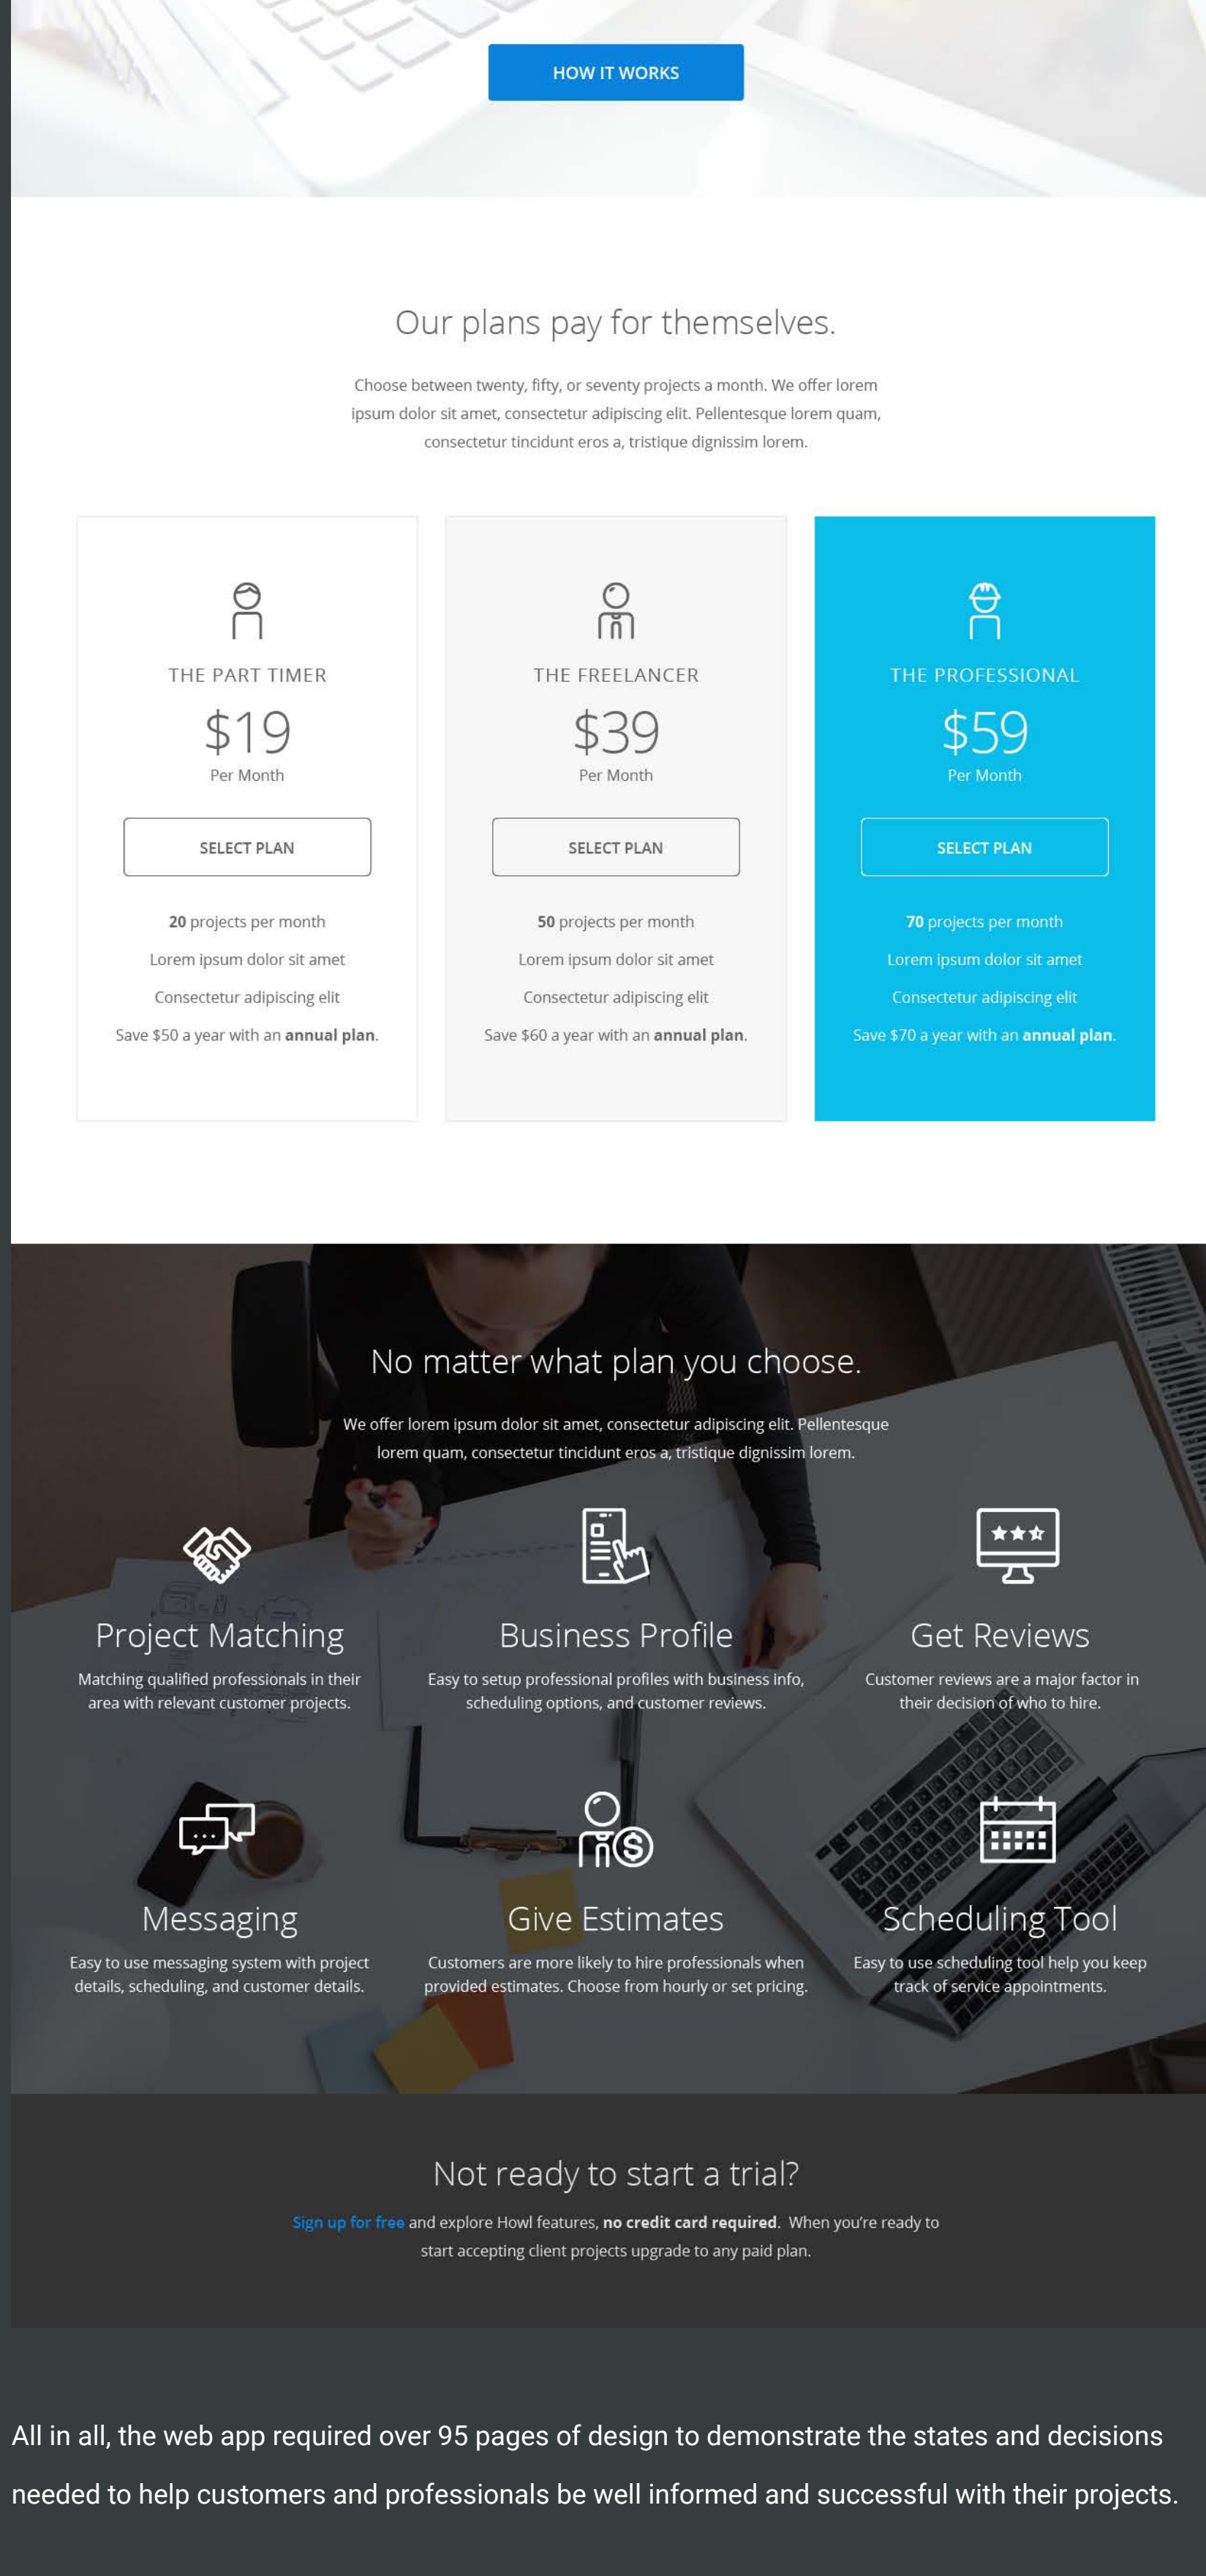 HOW IT WORKS
Our plans pay for themselves.
Choose between twenty, fifty, or seventy projects a month. We offer lorem
ipsum dolor sit amet, consectetur adipiscing elit. Pellentesque lorem quam,
consectetur tincidunt eros a, tristique dignissim lorem.
THE PART TIMER
$19
Per Month
SELECT PLAN
20 projects per month
Lorem ipsum dolor sit amet
Consectetur adipiscing elit
Save $50 a year with an annual plan.
THE FREELANCER
$39
Per Month
SELECT PLAN
50 projects per month
Lorem ipsum dolor sit amet
Consectetur adipiscing elit
Save $60 a year with an annual plan.
THE PROFESSIONAL
$59
Per Month
SELECT PLAN
70 projects per month
Lorem ipsum dolor sit amet
Consectetur adipiscing elit
Save $70 a year with an annual plan.
No matter what plan you choose.
We offer lorem ipsum dolor sit amet, consectetur adipiscing elit. Pellentesque
lorem quam, consectetur tincidunt eros a, tristique dignissim lorem.
Project Matching
Matching qualified professionals in their
area with relevant customer projects.
Business Profile
Easy to setup professional profiles with business info,
scheduling options, and customer reviews.
Get Reviews
Customer reviews are a major factor in
their decision of who to hire.
Messaging
Easy to use messaging system with project
details, scheduling, and customer details.
Give Estimates
Customers are more likely to hire professionals when
provided estimates. Choose from hourly or set pricing.
Scheduling Tool
Easy to use scheduling tool help you keep
track of service appointments.
Not ready to start a trial?
Sign up for free and explore Howl features, no credit card required. When you're ready to
start accepting client projects upgrade to any paid plan.
All in all, the web app required over 95 pages of design to demonstrate the states and decisions
needed to help customers and professionals be well informed and successful with their projects.